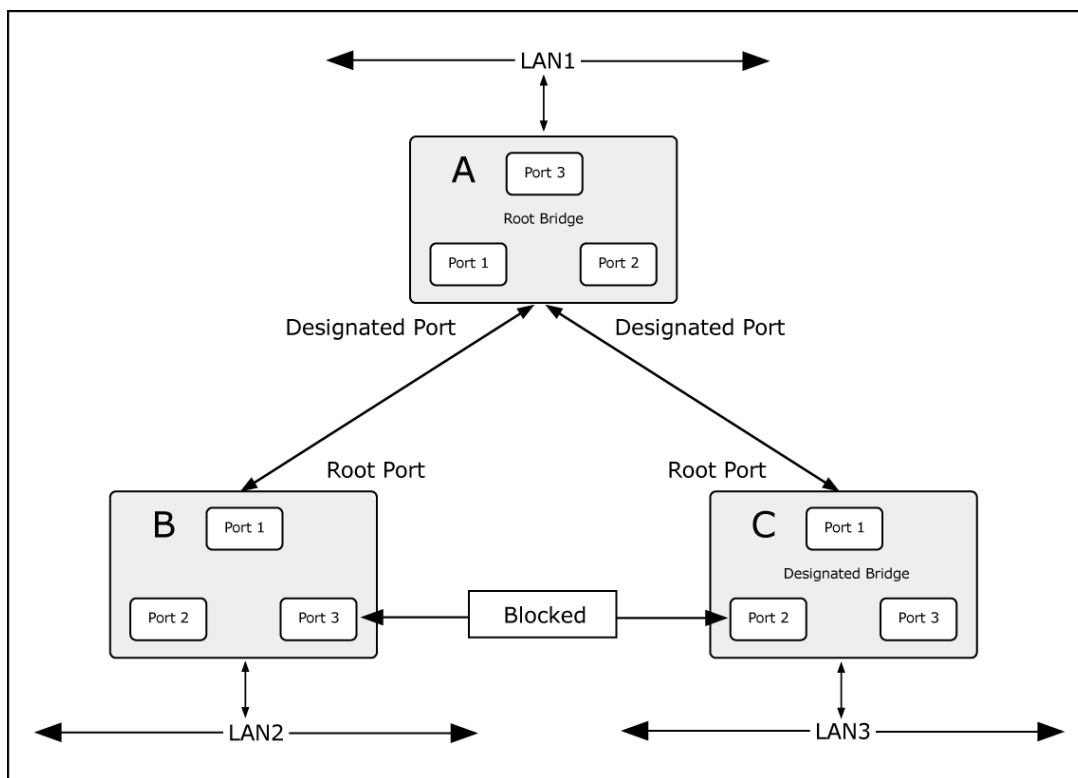 LAN1
A
Port 3
Root Bridge
Port 1
Port 2
Designated Port
Designated Port
Root Port
Root Port
B
Port 1
C
Port 1
Designated Bridge
Port 2
Port 3
Blocked
Port 2
Port 3
LAN2
LAN3